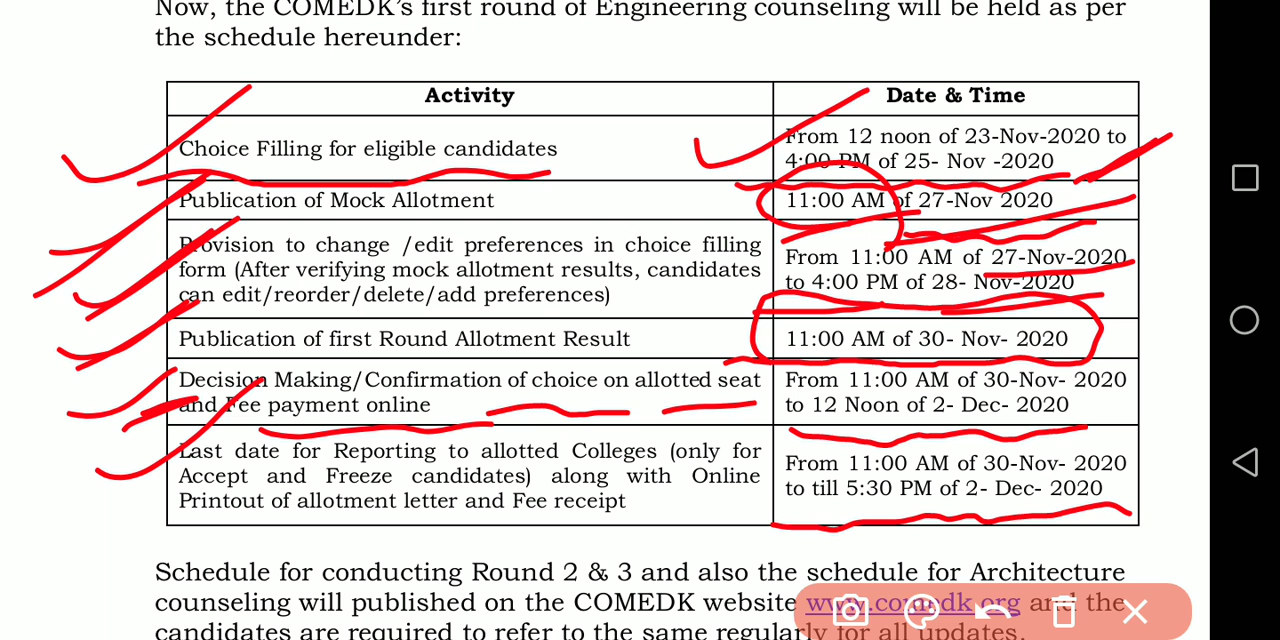 Now, the COMEDK's first round of Engineering counseling will be held as per
the schedule hereunder:
Activity
Date & Time
Choice Filling for eligible candidates
From 12 noon of 23-Nov-2020 to
4:00 PM of 25- Nov -2020
Publication of Mock Allotment
11:00 AM of 27-Nov 2020
Provision to change /edit preferences in choice filling
form (After verifying mock allotment results, candidates
can edit/reorder/delete/add preferences)
From 11:00 AM of 27-Nov-2020
to 4:00 PM of 28- Nov-2020
Publication of first Round Allotment Result
11:00 AM of 30- Nov- 2020
Decision Making/Confirmation of choice on allotted seat
and Fee payment online
From 11:00 AM of 30-Nov- 2020
to 12 Noon of 2- Dec- 2020
Last date for Reporting to allotted Colleges (only for
Accept and Freeze candidates) along with Online
Printout of allotment letter and Fee receipt
From 11:00 AM of 30-Nov- 2020
to till 5:30 PM of 2- Dec- 2020
Schedule for conducting Round 2 & 3 and also the schedule for Architecture
counseling will published on the COMEDK website www.comedk.org and the
candidates are required to refer to the same regularly for all updates.